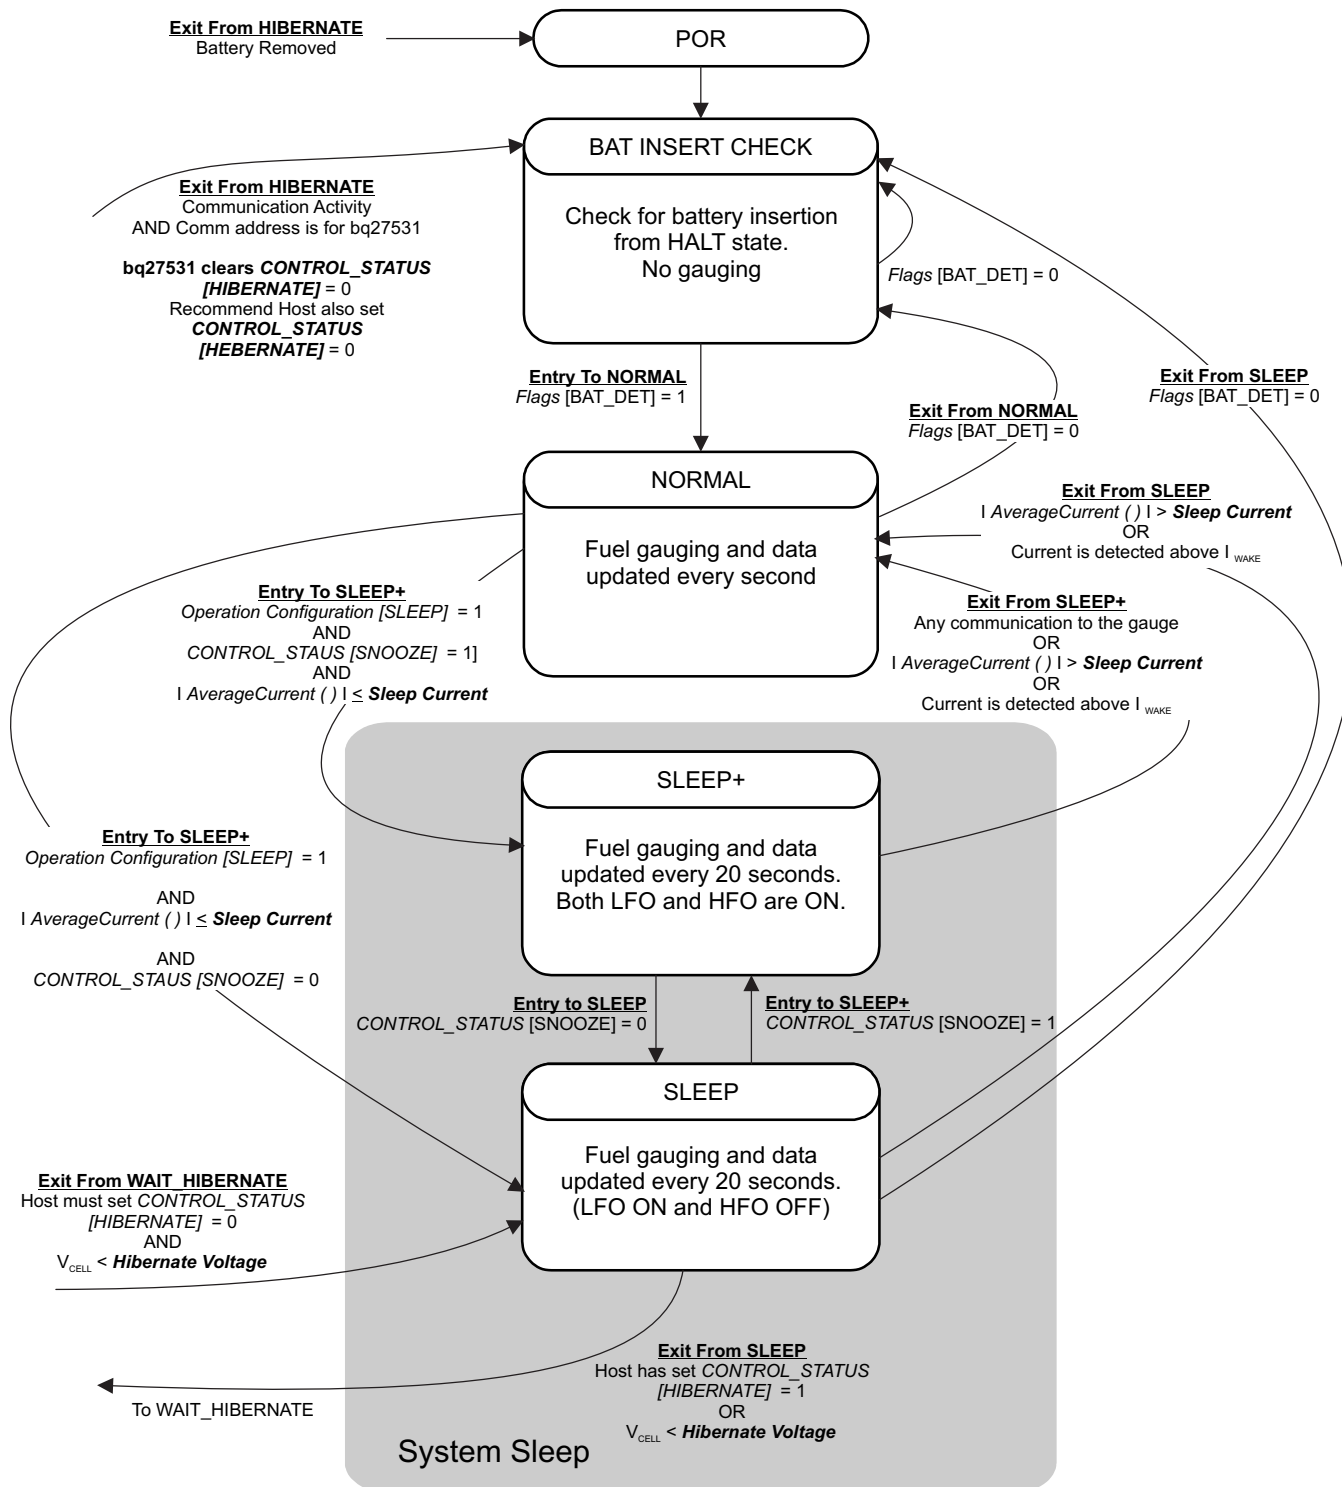 Exit From HIBERNATE
Battery Removed
POR
BAT INSERT CHECK
Check for battery insertion
from HALT state.
No gauging
Exit From HIBERNATE
Communication Activity
AND Comm address is for bq27531
bq27531 clears CONTROL_STATUS
[HIBERNATE] = 0
Recommend Host also set
CONTROL_STATUS
[HEBERNATE] = 0
Flags [BAT_DET] = 0
Entry To NORMAL
Flags [BAT_DET] = 1
Exit From NORMAL
Flags [BAT_DET] = 0
Exit From SLEEP
Flags [BAT_DET] = 0
NORMAL
Fuel gauging and data
updated every second
Exit From SLEEP
I AverageCurrent ( ) I > Sleep Current
OR
Current is detected above I WAKE
Entry To SLEEP+
Operation Configuration [SLEEP] = 1
AND
CONTROL_STAUS [SNOOZE] = 1]
AND
I AverageCurrent ( ) I ≤ Sleep Current
Exit From SLEEP+
Any communication to the gauge
OR
I AverageCurrent ( ) I > Sleep Current
OR
Current is detected above I WAKE
SLEEP+
Fuel gauging and data
updated every 20 seconds.
Both LFO and HFO are ON.
Entry To SLEEP+
Operation Configuration [SLEEP] = 1
AND
I AverageCurrent ( ) I ≤ Sleep Current
AND
CONTROL_STAUS [SNOOZE] = 0
Entry to SLEEP
CONTROL_STATUS [SNOOZE] = 0
Entry to SLEEP+
CONTROL_STATUS [SNOOZE] = 1
SLEEP
Fuel gauging and data
updated every 20 seconds.
(LFO ON and HFO OFF)
Exit From WAIT_HIBERNATE
Host must set CONTROL_STATUS
[HIBERNATE] = 0
AND
VCELL < Hibernate Voltage
Exit From SLEEP
Host has set CONTROL_STATUS
[HIBERNATE] = 1
OR
VCELL < Hibernate Voltage
To WAIT_HIBERNATE
System Sleep